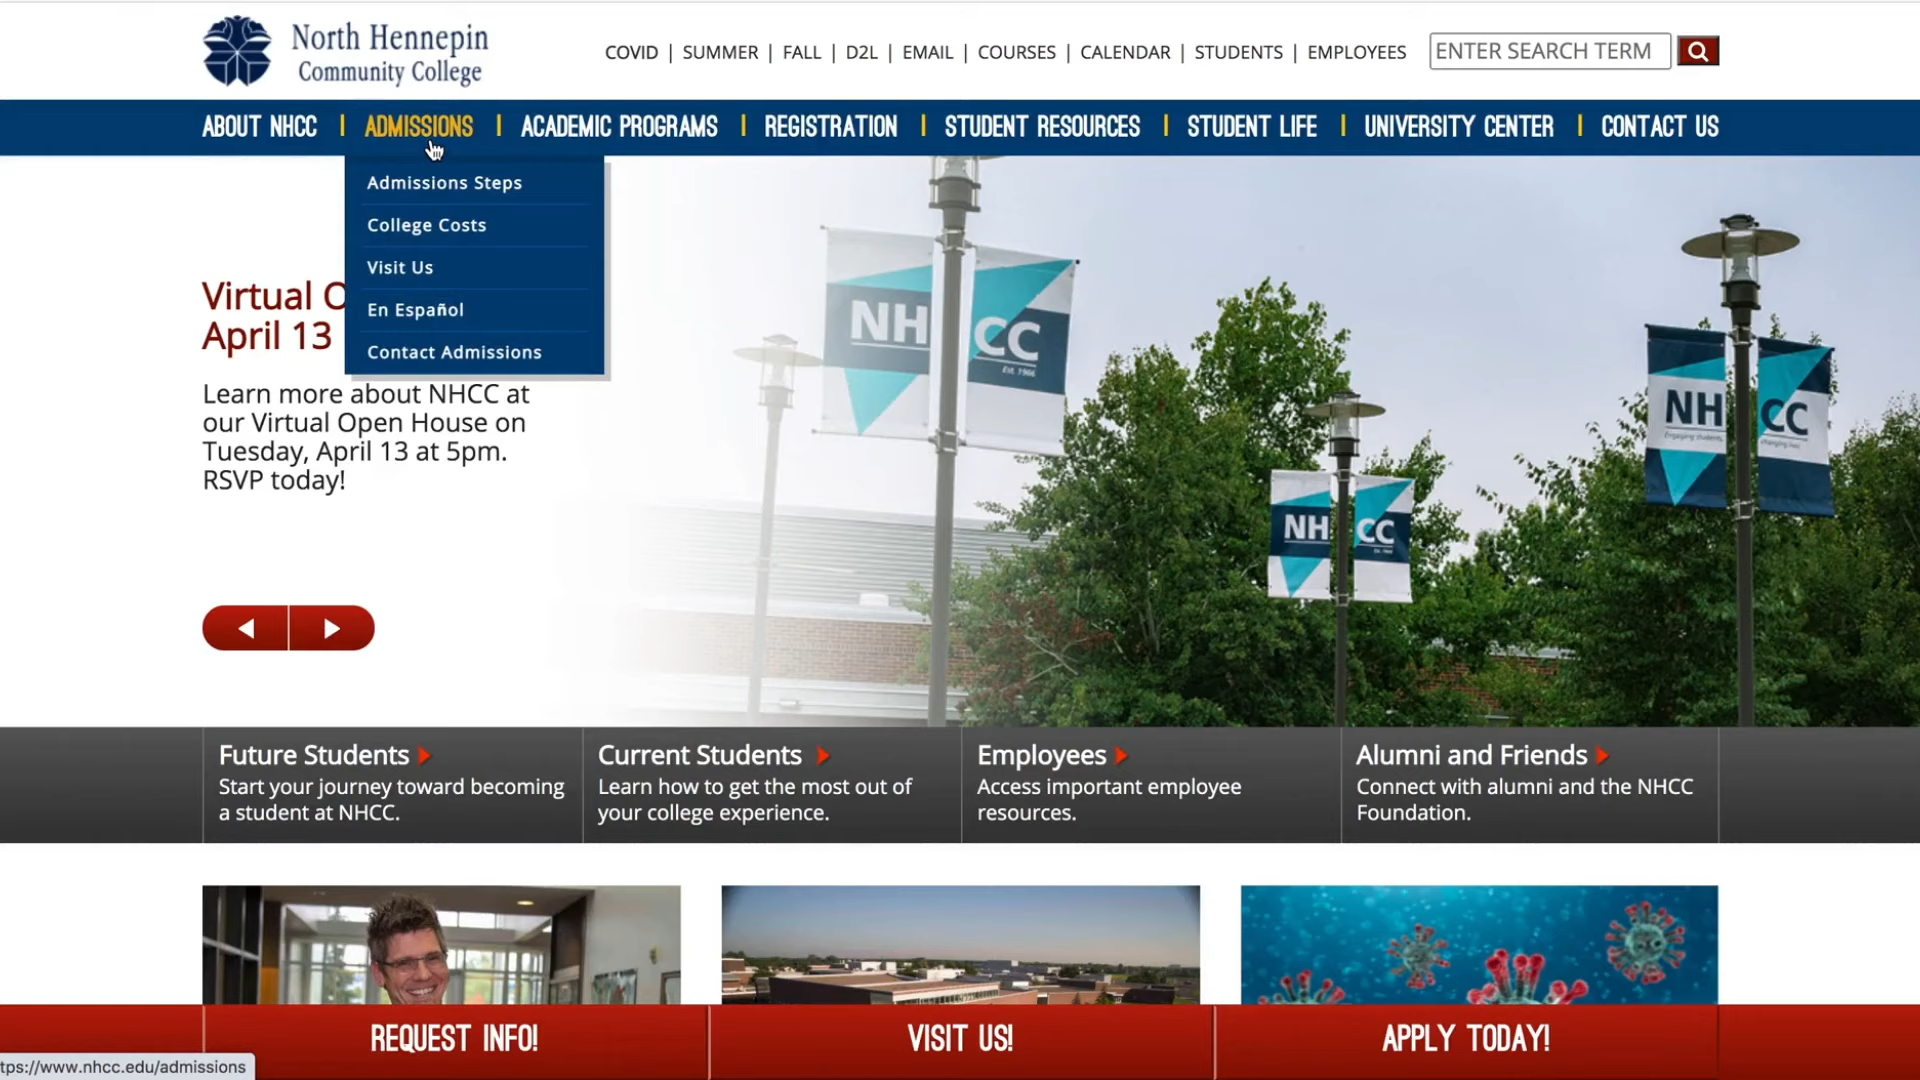 North Hennepin
Community College
COVID | SUMMER | FALL | D2L | EMAIL | COURSES | CALENDAR | STUDENTS | EMPLOYEES
ENTER SEARCH TERM
ABOUT NHCC | ADMISSIONS | ACADEMIC PROGRAMS | REGISTRATION | STUDENT RESOURCES | STUDENT LIFE | UNIVERSITY CENTER | CONTACT US
Admissions Steps
College Costs
Visit Us
En Español
Contact Admissions
Virtual O
April 13
Learn more about NHCC at
our Virtual Open House on
Tuesday, April 13 at 5pm.
RSVP today!
NH CC
Est. 1966
NH CC
NH CC
Engaging students, changing lives
Future Students
Start your journey toward becoming
a student at NHCC.
Current Students
Learn how to get the most out of
your college experience.
Employees
Access important employee
resources.
Alumni and Friends
Connect with alumni and the NHCC
Foundation.
REQUEST INFO!
VISIT US!
APPLY TODAY!
tps://www.nhcc.edu/admissions